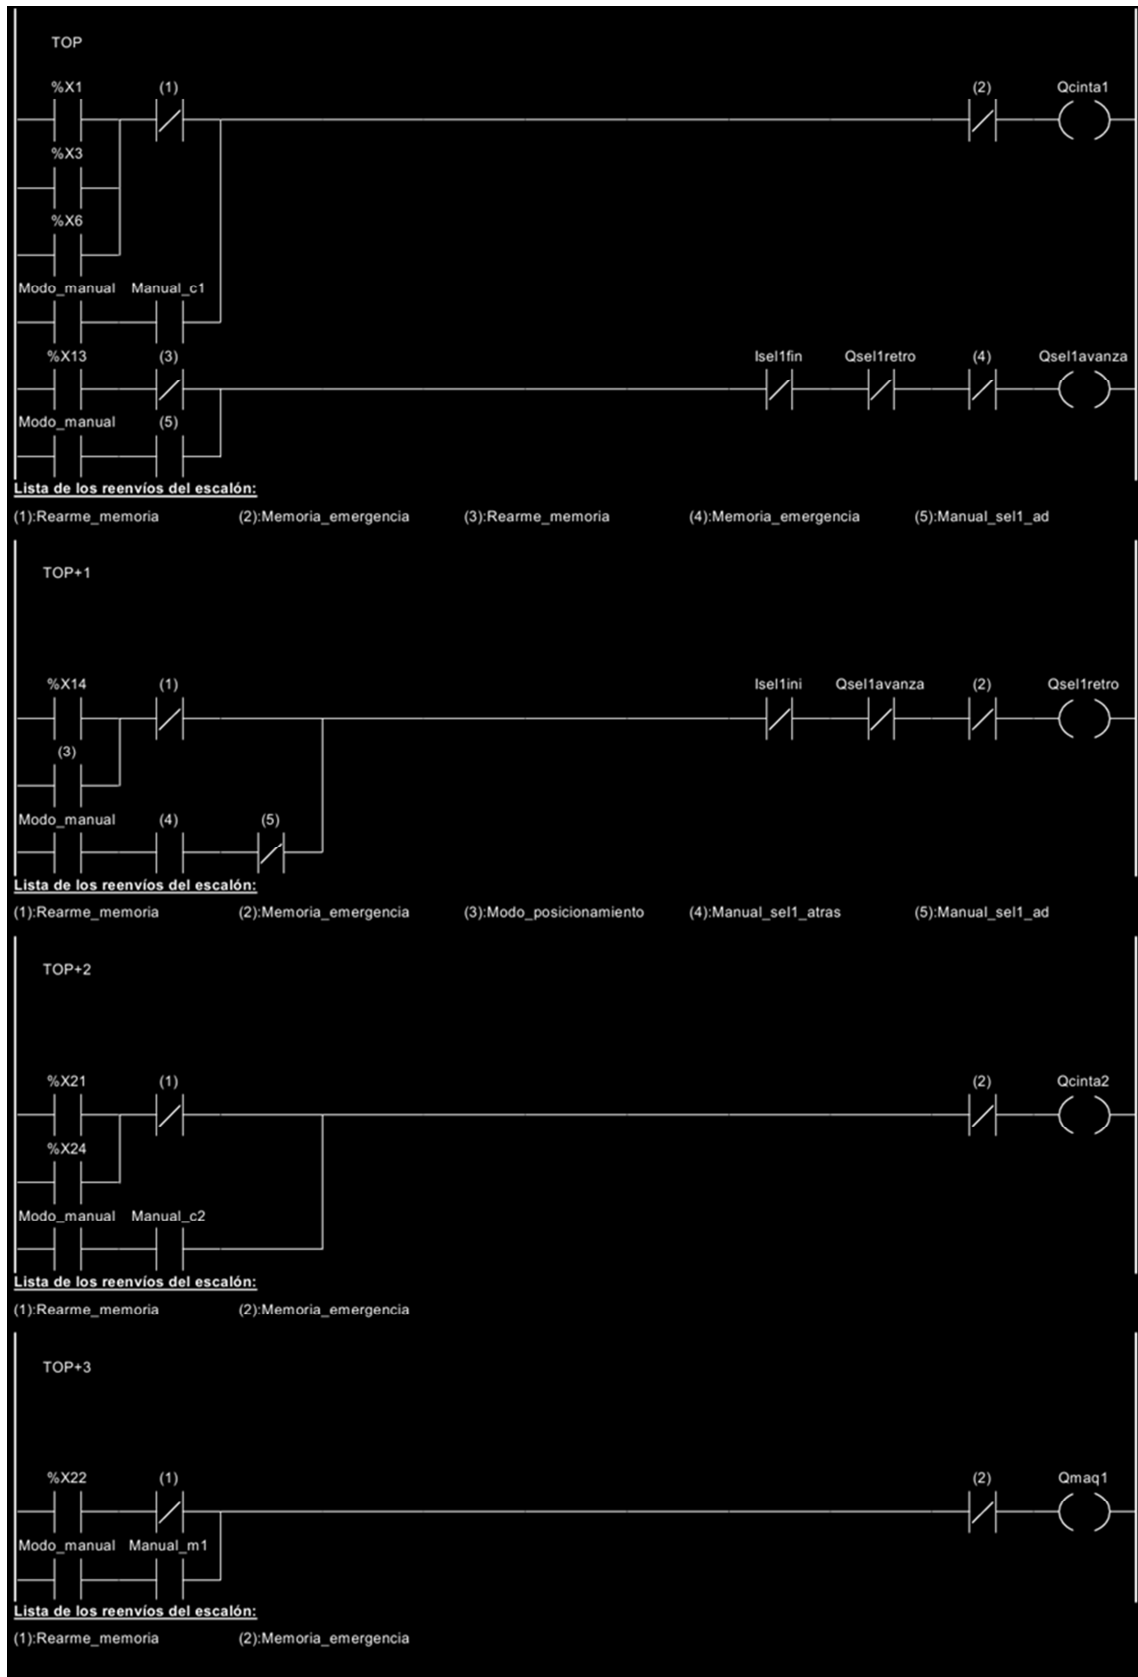 TOP
%X1 (1) (2) Qcinta1
%X3
%X6
Modo_manual Manual_c1
%X13 (3) Isel1fin Qsel1retro (4) Qsel1avanza
Modo_manual (5)
Lista de los reenvíos del escalón:
(1):Rearme_memoria (2):Memoria_emergencia (3):Rearme_memoria (4):Memoria_emergencia (5):Manual_sel1_ad
TOP+1
%X14 (1) Isel1ini Qsel1avanza (2) Qsel1retro
(3)
Modo_manual (4) (5)
Lista de los reenvíos del escalón:
(1):Rearme_memoria (2):Memoria_emergencia (3):Modo_posicionamiento (4):Manual_sel1_atras (5):Manual_sel1_ad
TOP+2
%X21 (1) (2) Qcinta2
%X24
Modo_manual Manual_c2
Lista de los reenvíos del escalón:
(1):Rearme_memoria (2):Memoria_emergencia
TOP+3
%X22 (1) (2) Qmaq1
Modo_manual Manual_m1
Lista de los reenvíos del escalón:
(1):Rearme_memoria (2):Memoria_emergencia